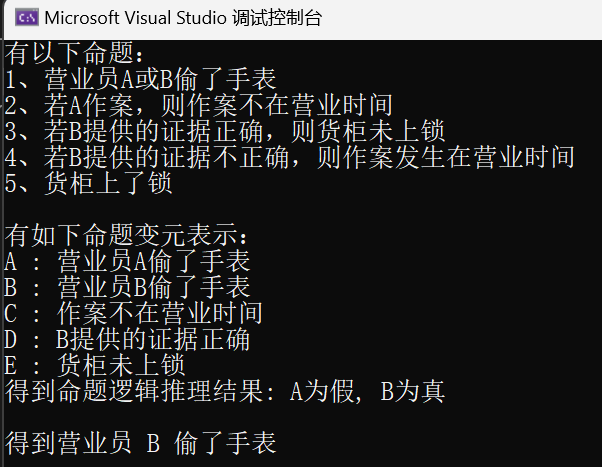 Microsoft Visual Studio 调试控制台
有以下命题：
1、营业员A或B偷了手表
2、若A作案，则作案不在营业时间
3、若B提供的证据正确，则货柜未上锁
4、若B提供的证据不正确，则作案发生在营业时间
5、货柜上了锁
有如下命题变元表示：
A : 营业员A偷了手表
B : 营业员B偷了手表
C : 作案不在营业时间
D : B提供的证据正确
E : 货柜未上锁
得到命题逻辑推理结果: A为假, B为真
得到营业员 B 偷了手表